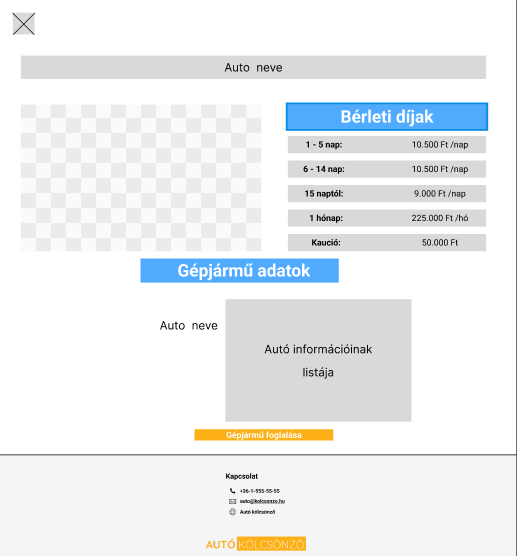 Auto neve
Bérleti díjak
1 - 5 nap: 10.500 Ft /nap
6 - 14 nap: 10.500 Ft /nap
15 naptól: 9.000 Ft /nap
1 hónap: 225.000 Ft /hó
Kaució: 50.000 Ft
Gépjármű adatok
Auto neve
Autó információinak
listája
Gépjármű foglalása
Kapcsolat
+36-1-555-55-55
auto@kolcsonzo.hu
Autó kölcsönző
AUTÓ KÖLCSÖNZŐ